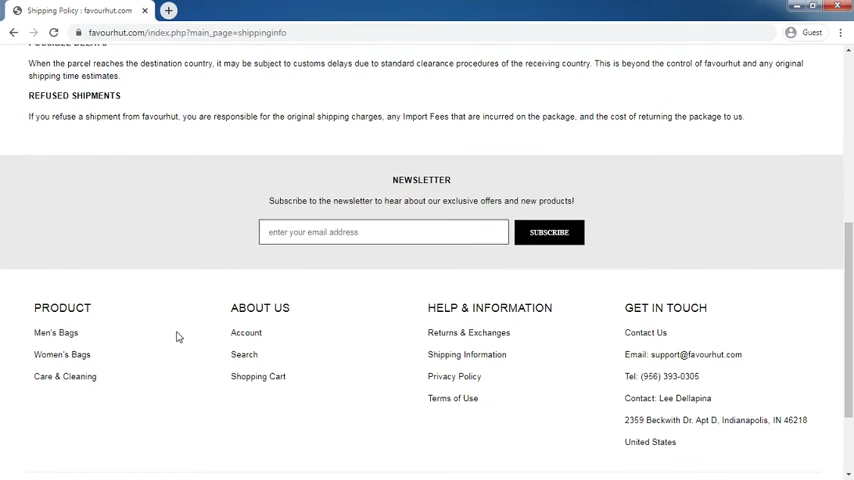 Shipping Policy : favourhut.com
favourhut.com/index.php?main_page=shippinginfo
Guest
POSSIBLE DELAYS
When the parcel reaches the destination country, it may be subject to customs delays due to standard clearance procedures of the receiving country. This is beyond the control of favourhut and any original
shipping time estimates.
REFUSED SHIPMENTS
If you refuse a shipment from favourhut, you are responsible for the original shipping charges, any Import Fees that are incurred on the package, and the cost of returning the package to us.
NEWSLETTER
Subscribe to the newsletter to hear about our exclusive offers and new products!
enter your email address
SUBSCRIBE
PRODUCT
Men's Bags
Women's Bags
Care & Cleaning
ABOUT US
Account
Search
Shopping Cart
HELP & INFORMATION
Returns & Exchanges
Shipping Information
Privacy Policy
Terms of Use
GET IN TOUCH
Contact Us
Email: support@favourhut.com
Tel: (956) 393-0305
Contact: Lee Dellapina
2359 Beckwith Dr. Apt D, Indianapolis, IN 46218
United States